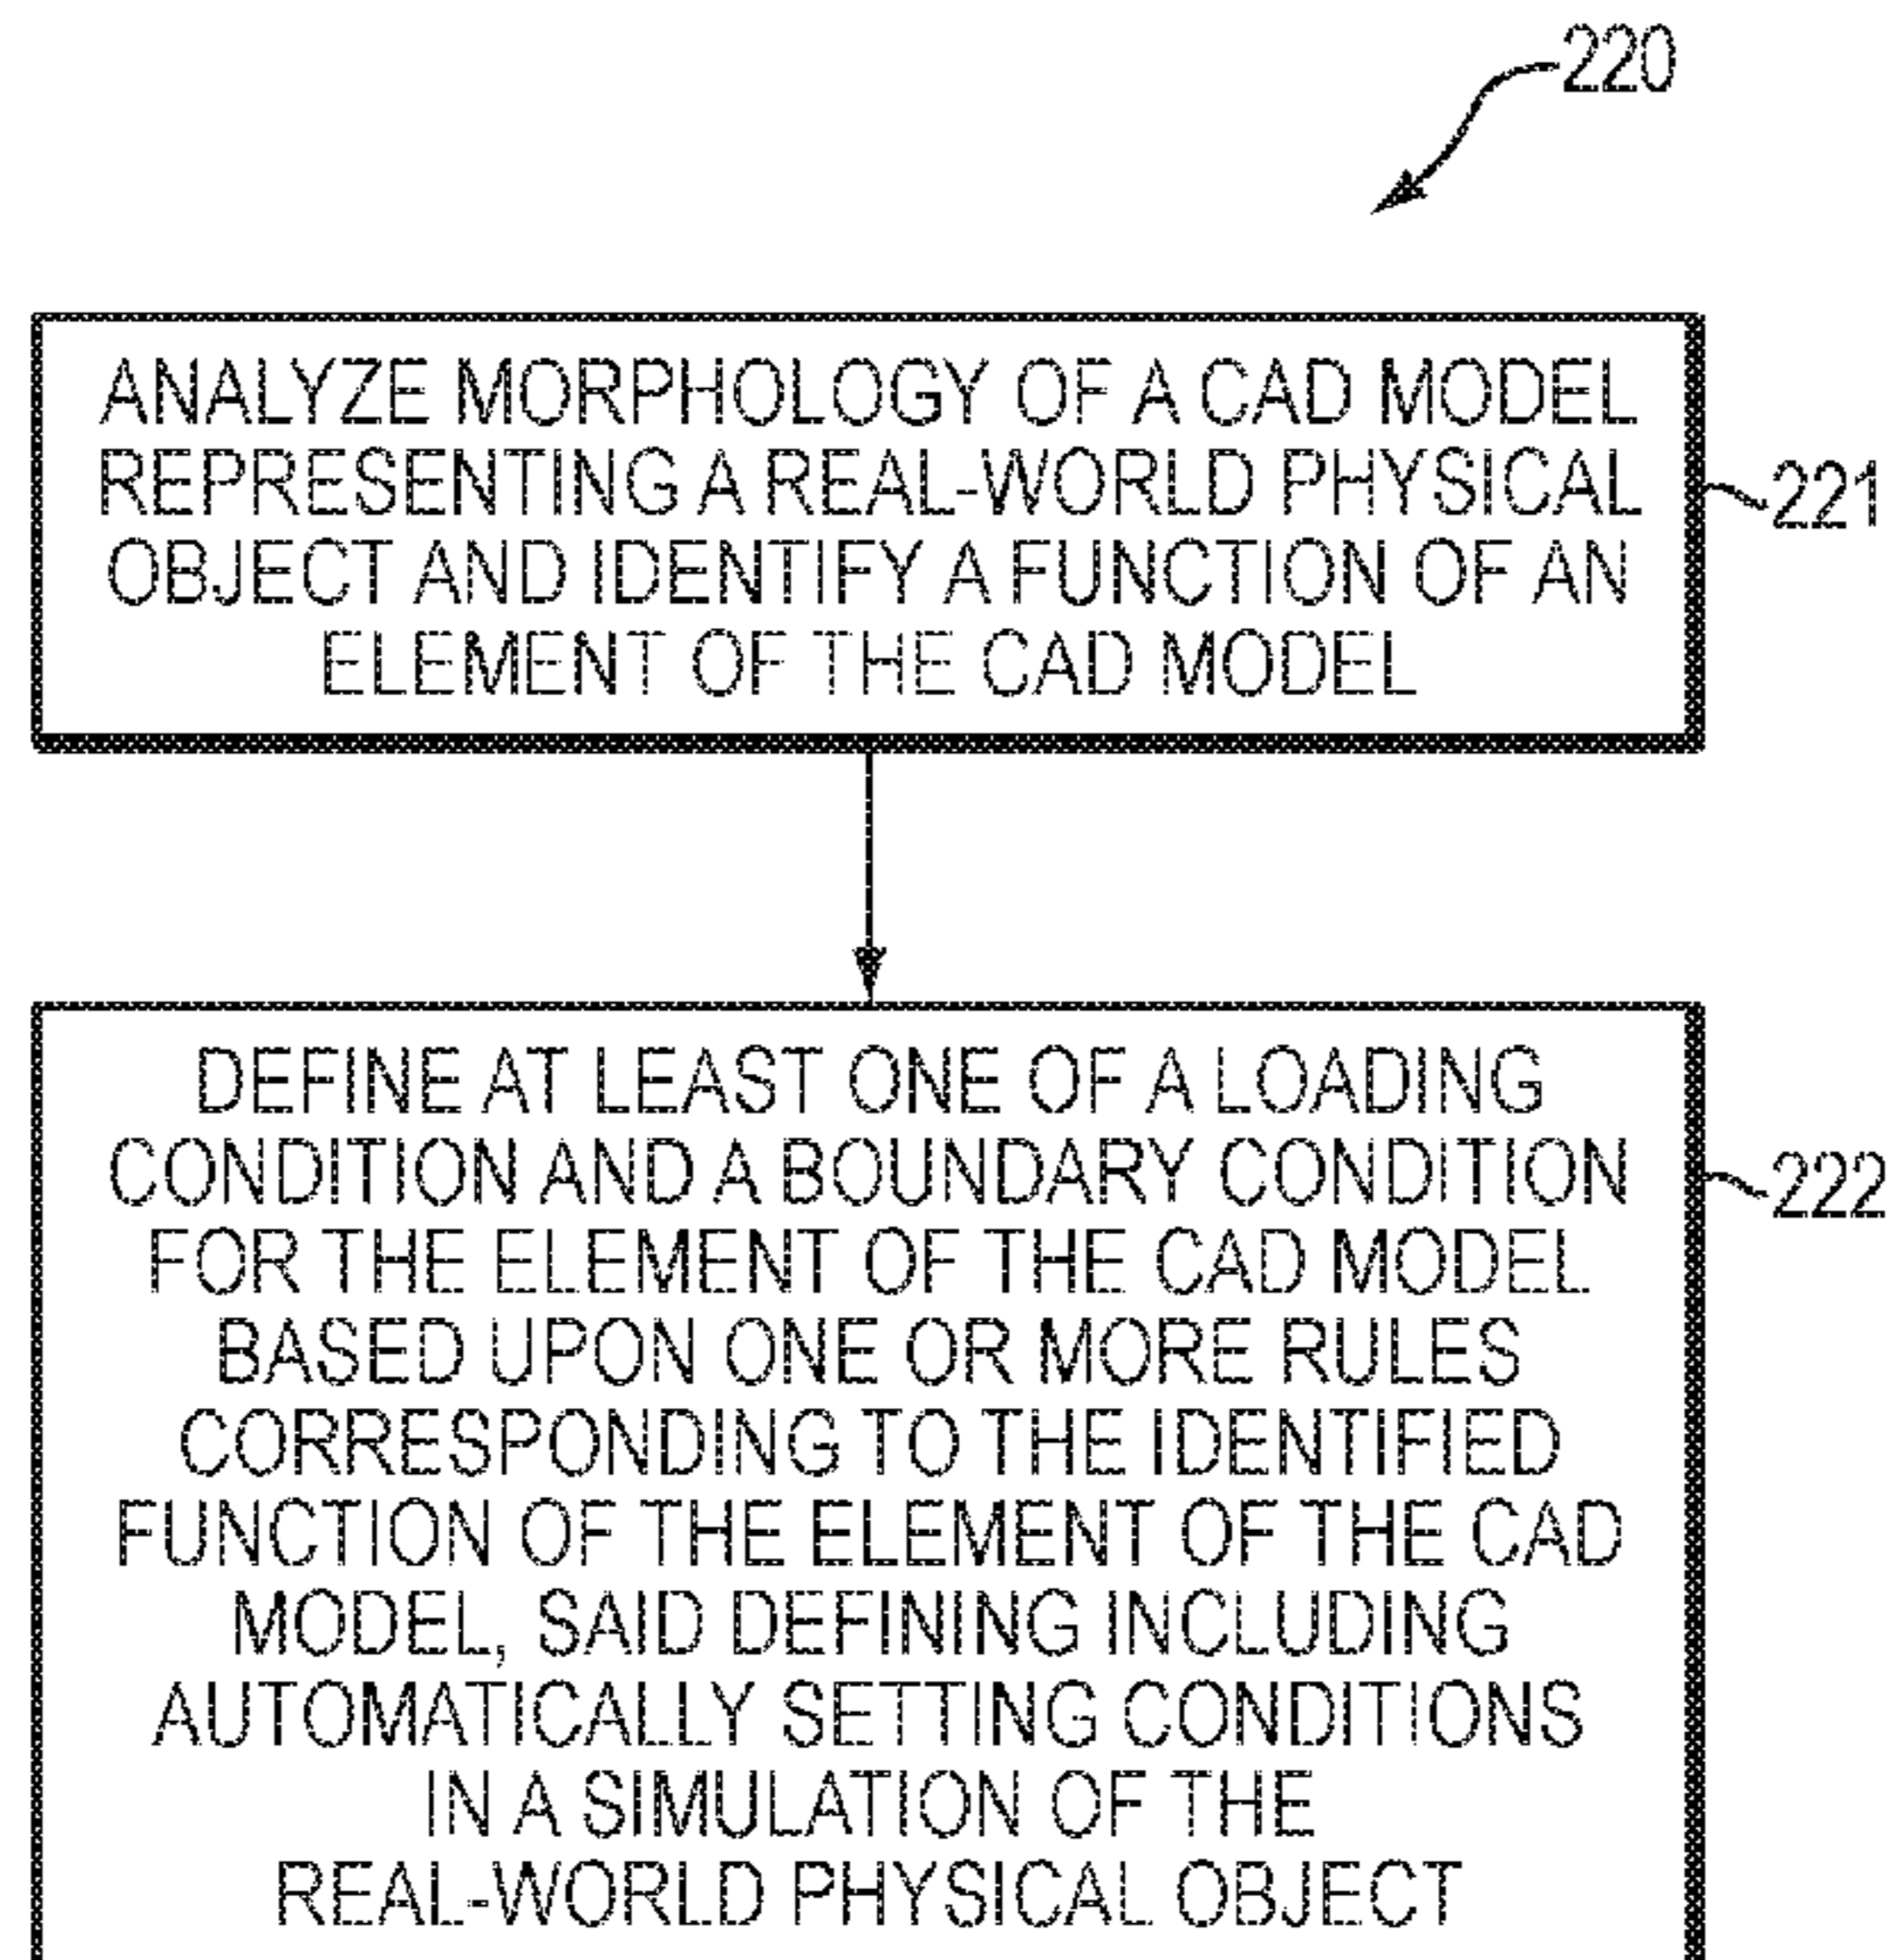 220
ANALYZE MORPHOLOGY OF A CAD MODEL
REPRESENTING A REAL-WORLD PHYSICAL
OBJECT AND IDENTIFY A FUNCTION OF AN
ELEMENT OF THE CAD MODEL
221
DEFINE AT LEAST ONE OF A LOADING
CONDITION AND A BOUNDARY CONDITION
FOR THE ELEMENT OF THE CAD MODEL
BASED UPON ONE OR MORE RULES
CORRESPONDING TO THE IDENTIFIED
FUNCTION OF THE ELEMENT OF THE CAD
MODEL, SAID DEFINING INCLUDING
AUTOMATICALLY SETTING CONDITIONS
IN A SIMULATION OF THE
REAL-WORLD PHYSICAL OBJECT
222